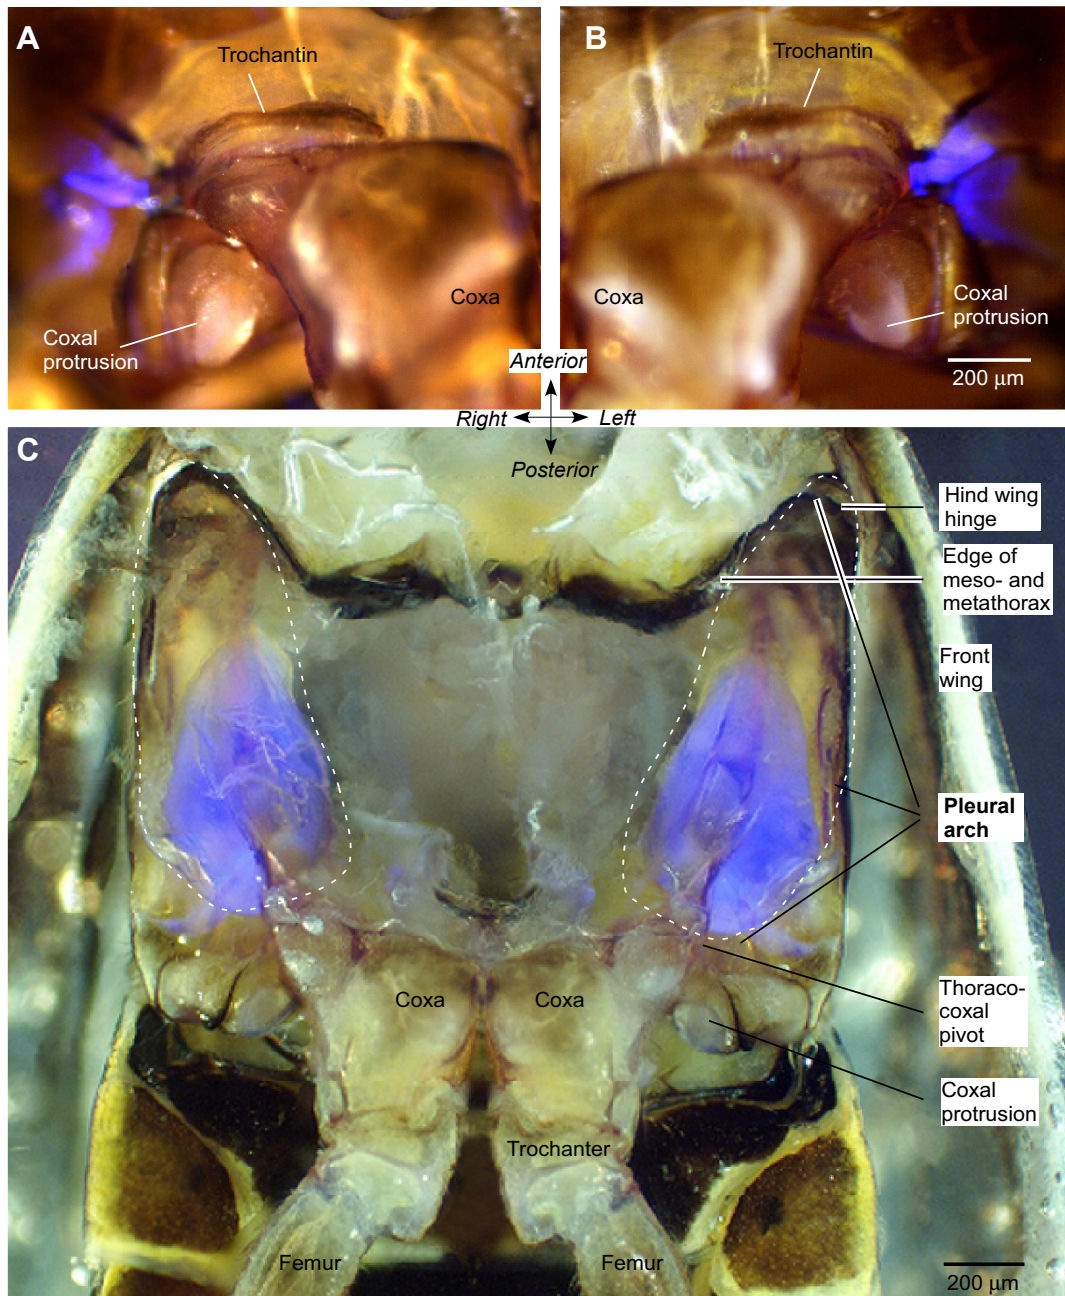 A
B
Trochantin
Trochantin
Coxa
Coxa
Coxal
protrusion
Coxal
protrusion
200 µm
Anterior
Right
Left
Posterior
C
Hind wing
hinge
Edge of
meso- and
metathorax
Front
wing
Pleural
arch
Coxa
Coxa
Thoraco-
coxal
pivot
Coxal
protrusion
Trochanter
Femur
Femur
200 µm